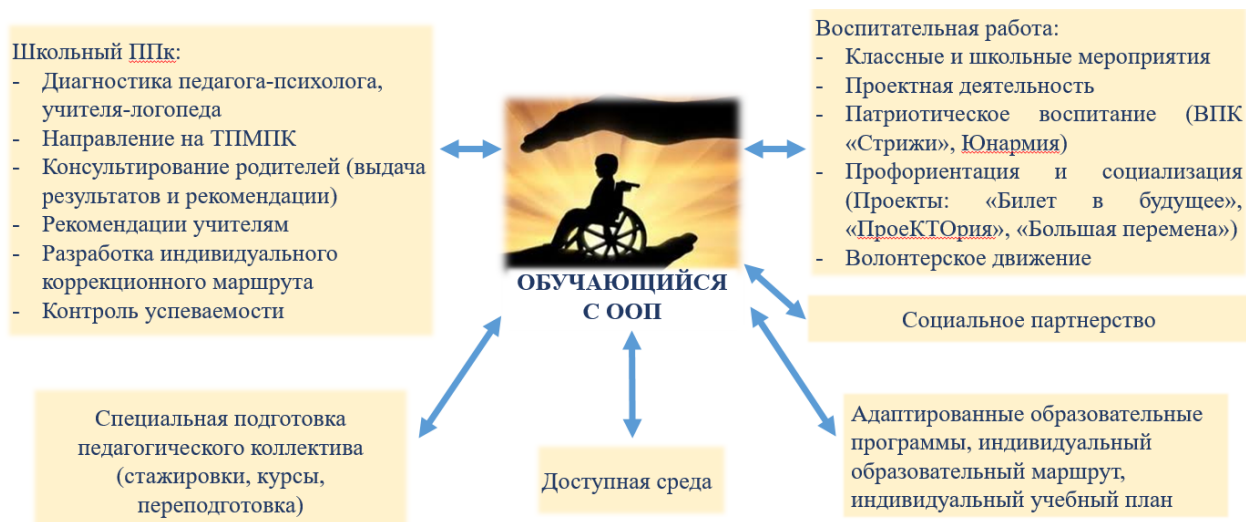 Школьный ППк:
- Диагностика педагога-психолога,
учителя-логопеда
- Направление на ТПМПК
- Консультирование родителей (выдача
результатов и рекомендации)
- Рекомендации учителям
- Разработка индивидуального
коррекционного маршрута
- Контроль успеваемости
Воспитательная работа:
- Классные и школьные мероприятия
- Проектная деятельность
- Патриотическое воспитание (ВПК
«Стрижи», Юнармия)
- Профориентация и социализация
(Проекты: «Билет в будущее»,
«ПроеКТОрия», «Большая перемена»)
- Волонтерское движение
ОБУЧАЮЩИЙСЯ
С ООП
Социальное партнерство
Специальная подготовка
педагогического коллектива
(стажировки, курсы,
переподготовка)
Доступная среда
Адаптированные образовательные
программы, индивидуальный
образовательный маршрут,
индивидуальный учебный план